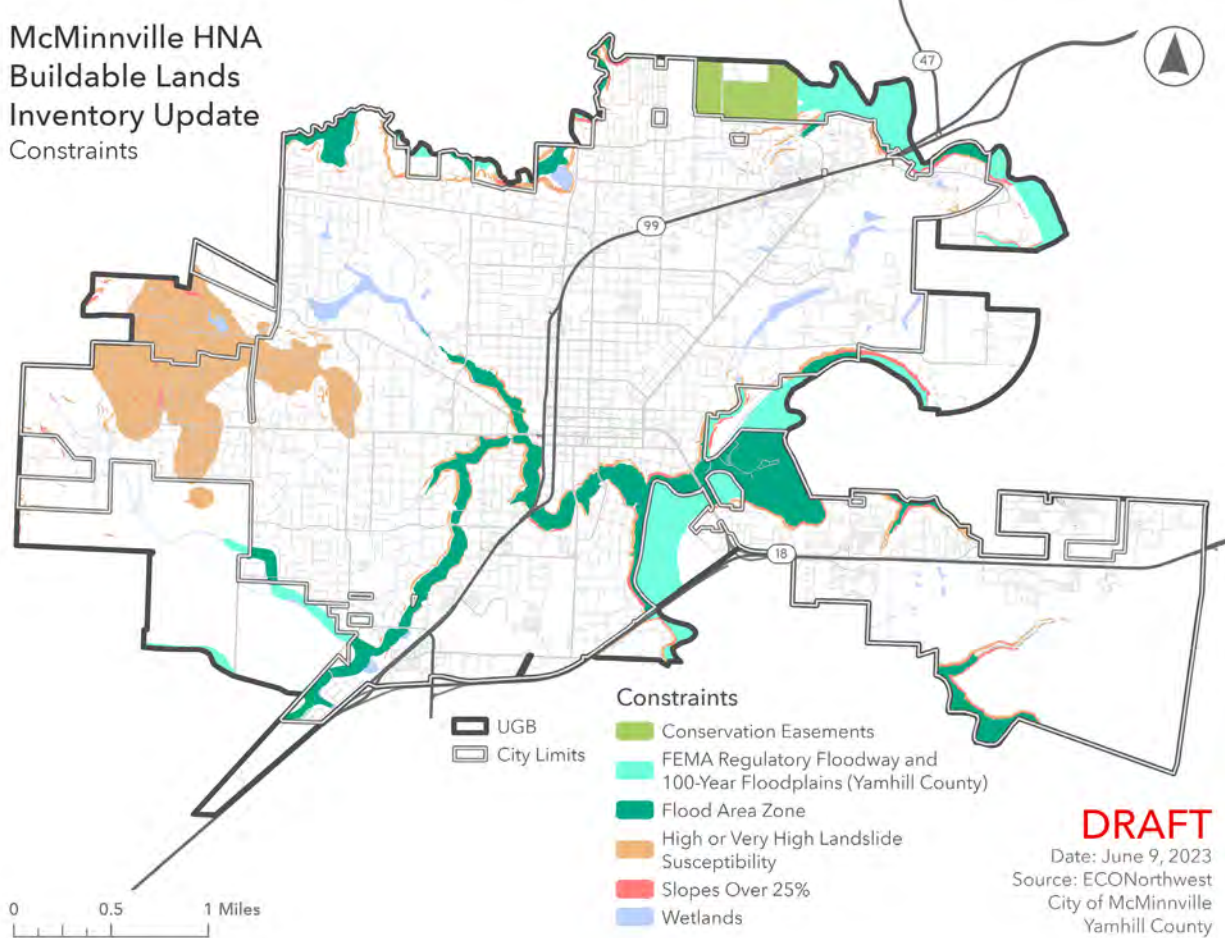 McMinnville HNA
Buildable Lands
Inventory Update
Constraints
47
99
18
UGB
City Limits
Constraints
Conservation Easements
FEMA Regulatory Floodway and
100-Year Floodplains (Yamhill County)
Flood Area Zone
High or Very High Landslide
Susceptibility
Slopes Over 25%
Wetlands
DRAFT
Date: June 9, 2023
Source: ECONorthwest
City of McMinnville
Yamhill County
0 0.5 1 Miles